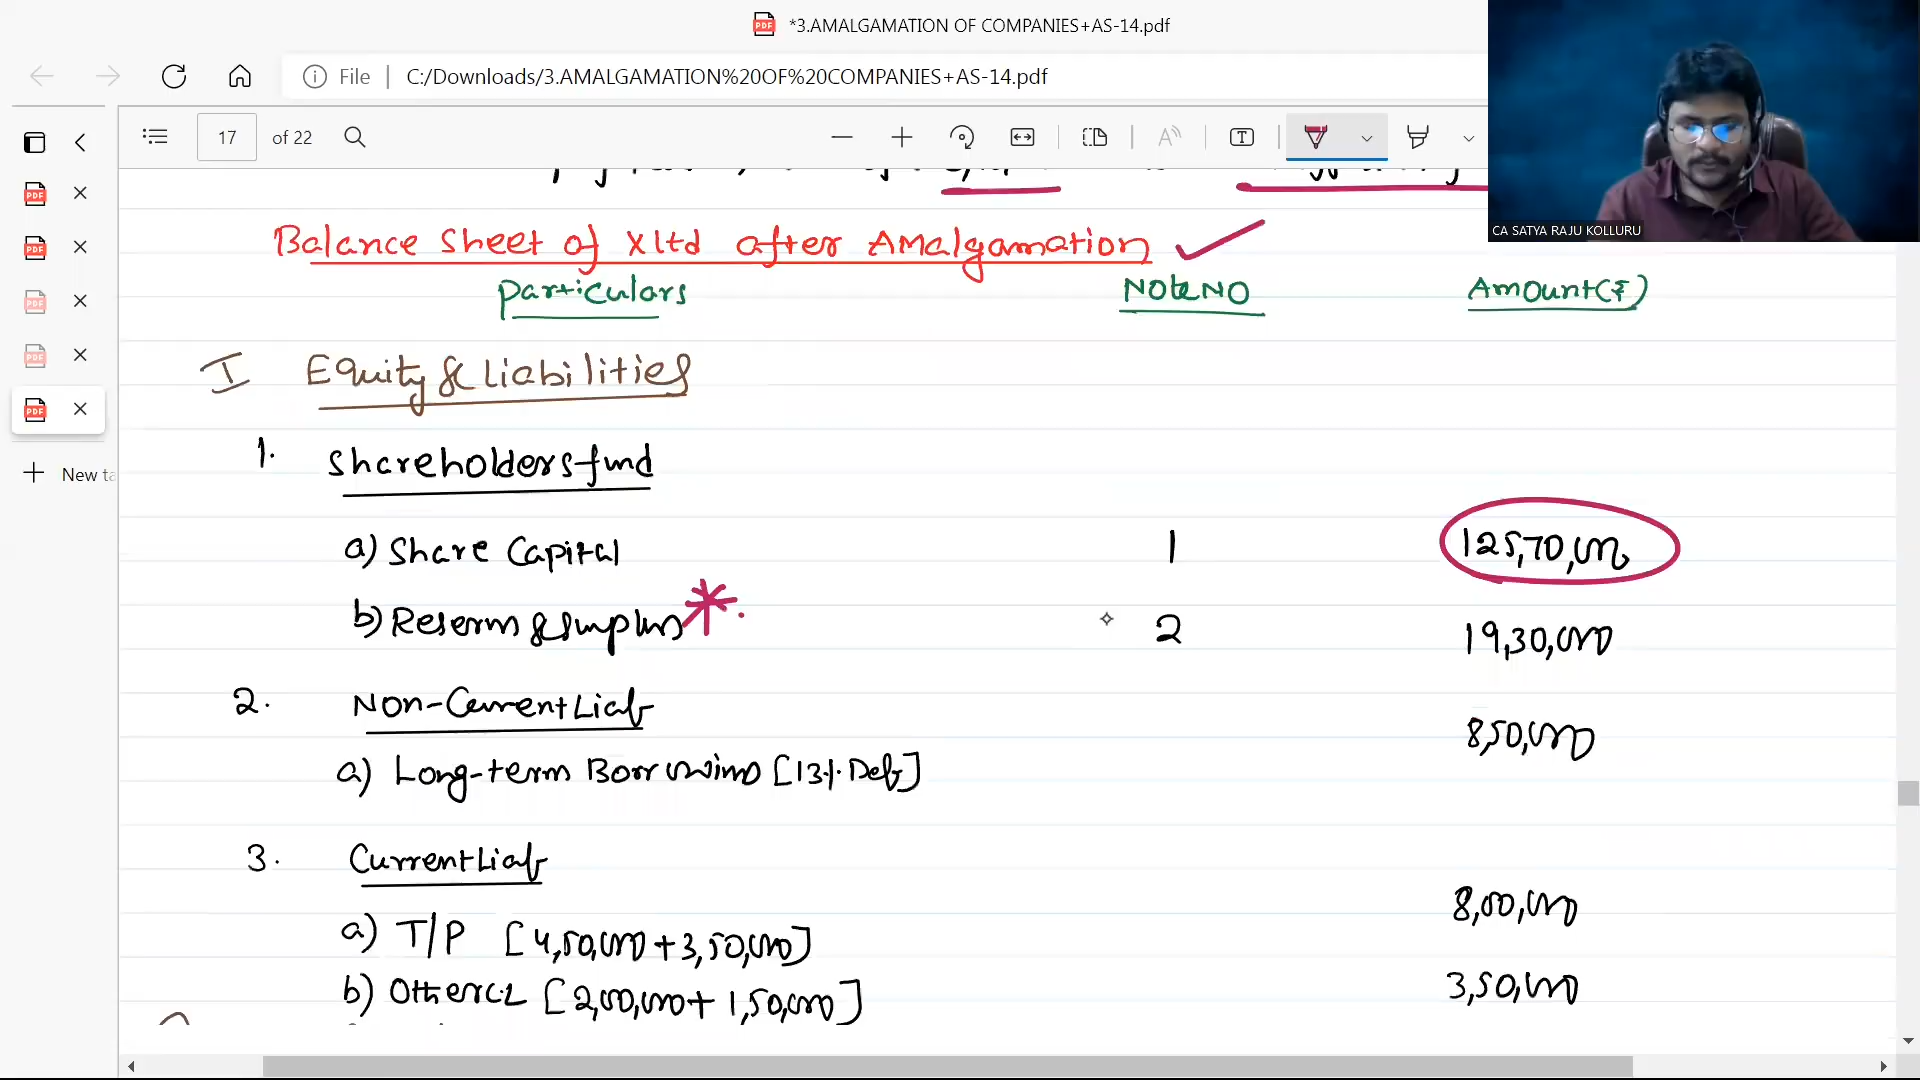 *3.AMALGAMATION OF COMPANIES+AS-14.pdf
File | C:/Downloads/3.AMALGAMATION%20OF%20COMPANIES+AS-14.pdf
17 of 22
CA SATYA RAJU KOLLURU
New ta
Balance Sheet of X Ltd after Amalgamation
Particulars Note NO Amount(₹)
I Equity & Liabilities
1. Shareholders fund
a) Share Capital 1 125,70,000
b) Reserves & Surplus * 2 19,30,000
2. Non-Current Liab
8,50,000
a) Long-term Borrowings [13% Deb]
3. Current Liab
8,00,000
a) T/P [4,50,000 + 3,50,000]
b) Other C.L [2,00,000 + 1,50,000] 3,50,000